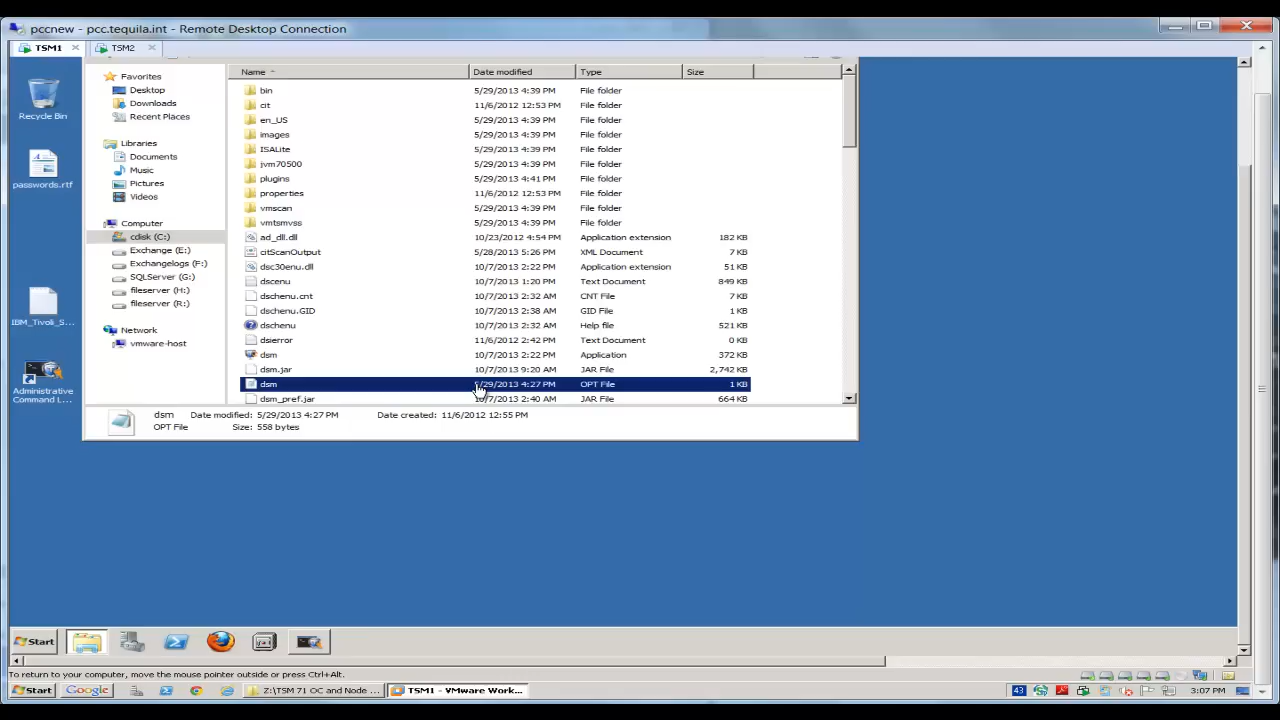 pccnew - pcc.tequila.int - Remote Desktop Connection
TSM1 TSM2
Name Date modified Type Size
Favorites
Desktop
Downloads
Recent Places
Libraries
Documents
Music
Pictures
Videos
Computer
cdisk (C:)
Exchange (E:)
Exchangelogs (F:)
SQLServer (G:)
fileserver (H:)
fileserver (R:)
Network
vmware-host
Recycle Bin
passwords.rtf
IBM_Tivoli_S...
Administrative
Command L...
bin 5/29/2013 4:39 PM File folder
cit 11/6/2012 12:53 PM File folder
en_US 5/29/2013 4:39 PM File folder
images 5/29/2013 4:39 PM File folder
ISALite 5/29/2013 4:39 PM File folder
jvm70500 5/29/2013 4:39 PM File folder
plugins 5/29/2013 4:41 PM File folder
properties 11/6/2012 12:53 PM File folder
vmscan 5/29/2013 4:39 PM File folder
vmtsmvss 5/29/2013 4:39 PM File folder
ad_dll.dll 10/23/2012 4:54 PM Application extension 182 KB
citScanOutput 5/28/2013 5:26 PM XML Document 7 KB
dsc30enu.dll 10/7/2013 2:22 PM Application extension 51 KB
dscenu 10/7/2013 1:20 PM Text Document 849 KB
dschenu.cnt 10/7/2013 2:32 AM CNT File 7 KB
dschenu.GID 10/7/2013 2:38 AM GID File 1 KB
dschenu 10/7/2013 2:32 AM Help file 521 KB
dsierror 11/6/2012 2:42 PM Text Document 0 KB
dsm 10/7/2013 2:22 PM Application 372 KB
dsm.jar 10/7/2013 9:20 AM JAR File 2,742 KB
dsm 5/29/2013 4:27 PM OPT File 1 KB
dsm_pref.jar 10/7/2013 2:40 AM JAR File 664 KB
dsm Date modified: 5/29/2013 4:27 PM Date created: 11/6/2012 12:55 PM
OPT File Size: 558 bytes
Start
To return to your computer, move the mouse pointer outside or press Ctrl+Alt.
Start Google Z:\TSM 71 OC and Node ... TSM1 - VMware Work... 43 3:07 PM